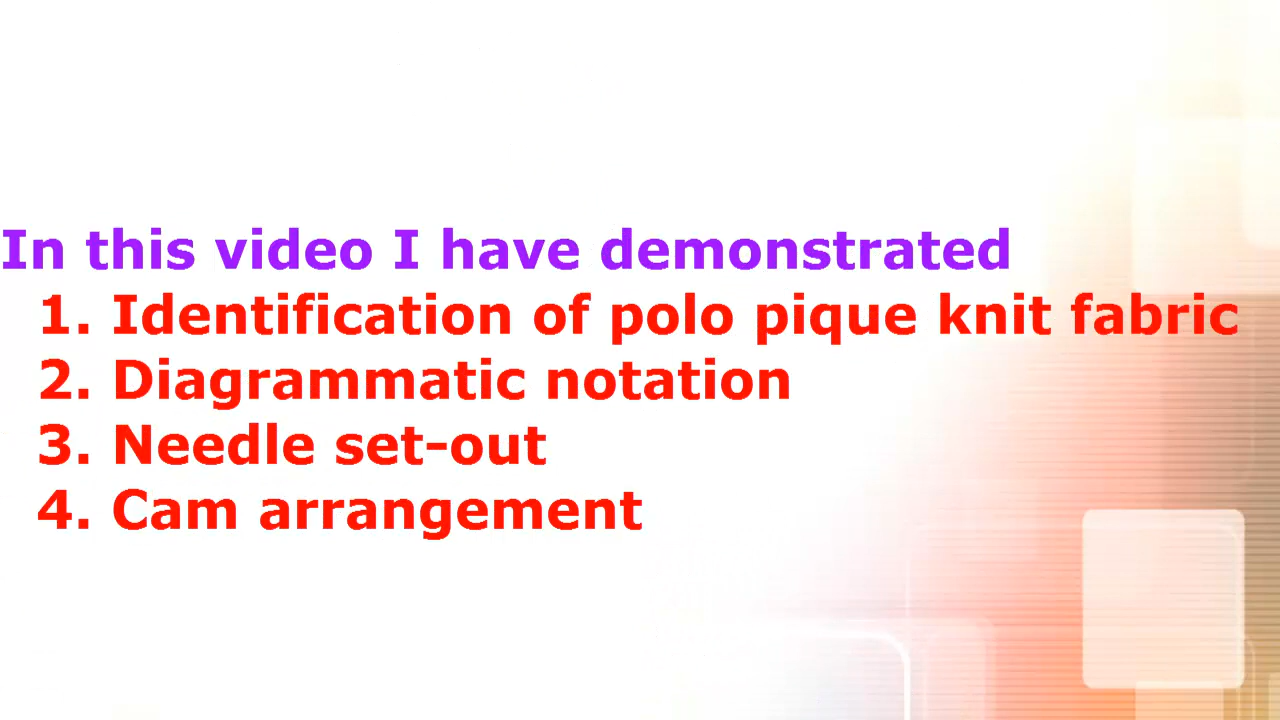 In this video I have demonstrated
1. Identification of polo pique knit fabric
2. Diagrammatic notation
3. Needle set-out
4. Cam arrangement